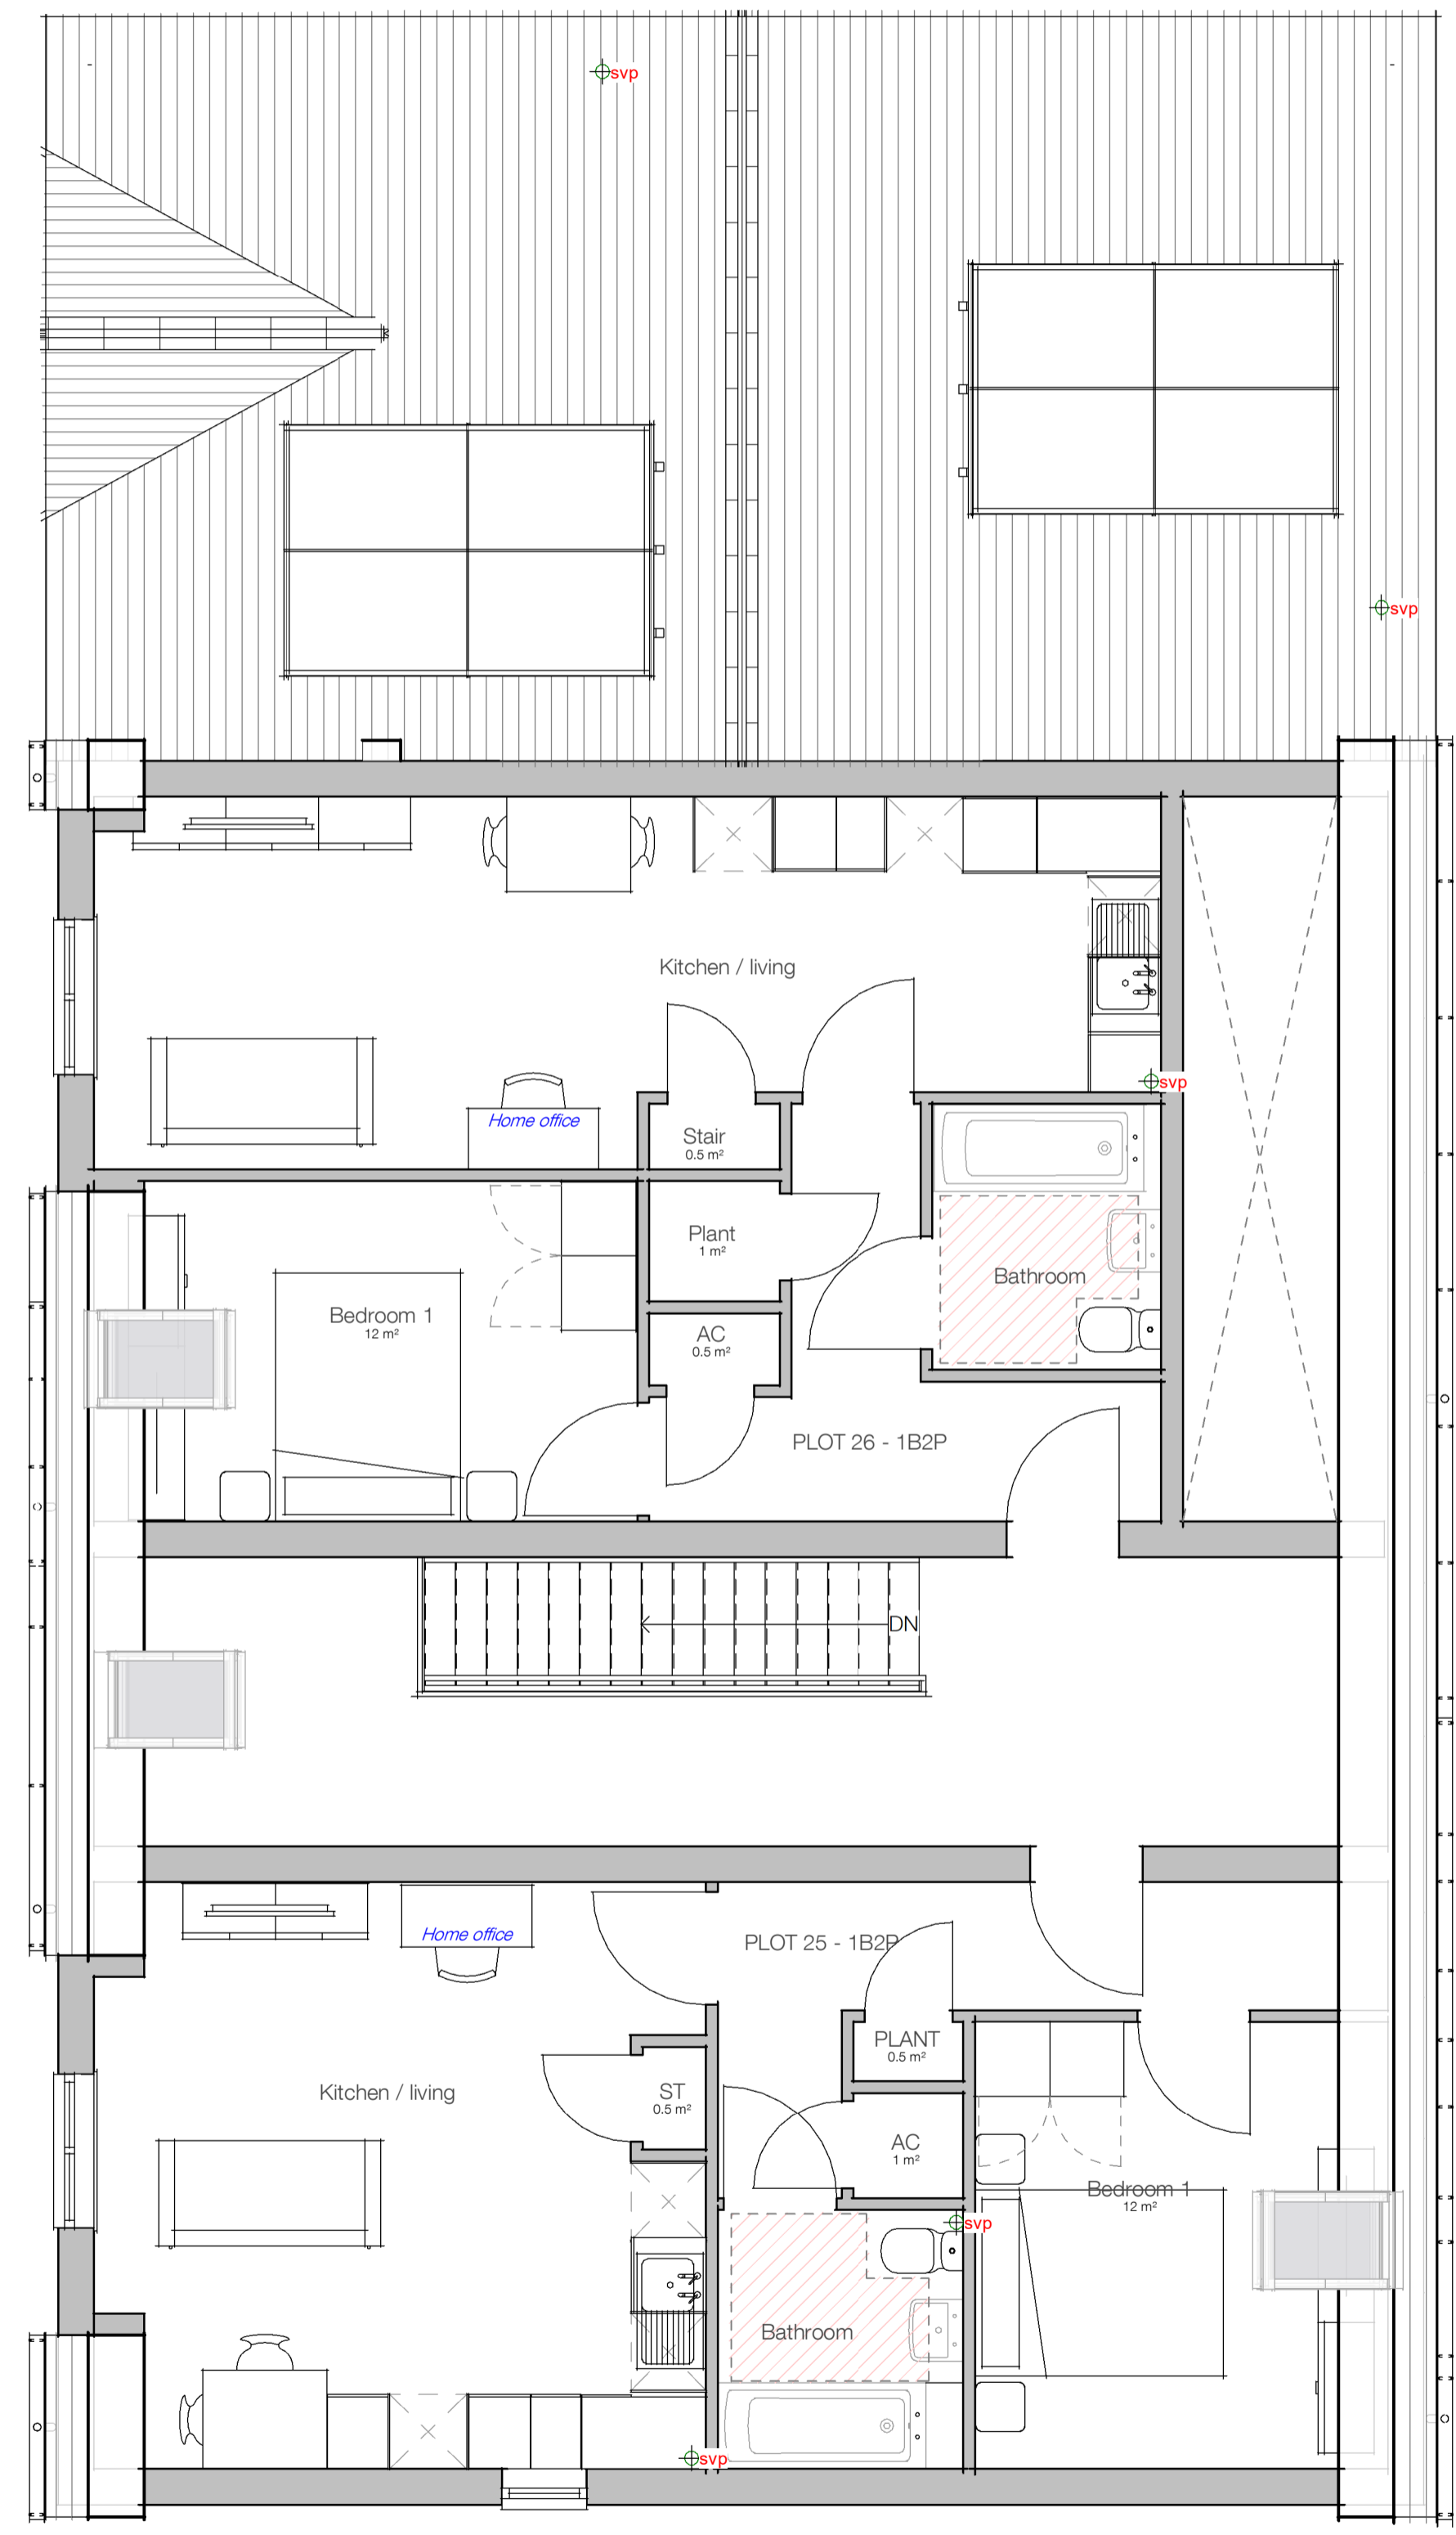 svp
svp
Kitchen / living
svp
Home office
Stair
0.5 m²
Plant
1 m²
Bathroom
Bedroom 1
12 m²
AC
0.5 m²
PLOT 26 - 1B2P
DN
Home office
PLOT 25 - 1B2P
PLANT
0.5 m²
Kitchen / living
ST
0.5 m²
AC
1 m²
Bedroom 1
12 m²
svp
Bathroom
svp